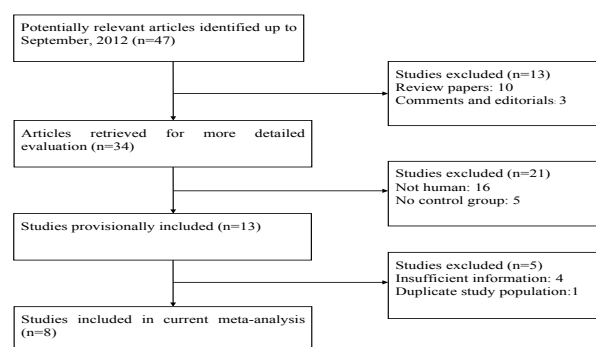 Potentially relevant articles identified up to
September, 2012 (n=47)
Studies excluded (n=13)
Review papers: 10
Comments and editorials: 3
Articles retrieved for more detailed
evaluation (n=34)
Studies excluded (n=21)
Not human: 16
No control group: 5
Studies provisionally included (n=13)
Studies excluded (n=5)
Insufficient information: 4
Duplicate study population:1
Studies included in current meta-analysis
(n=8)